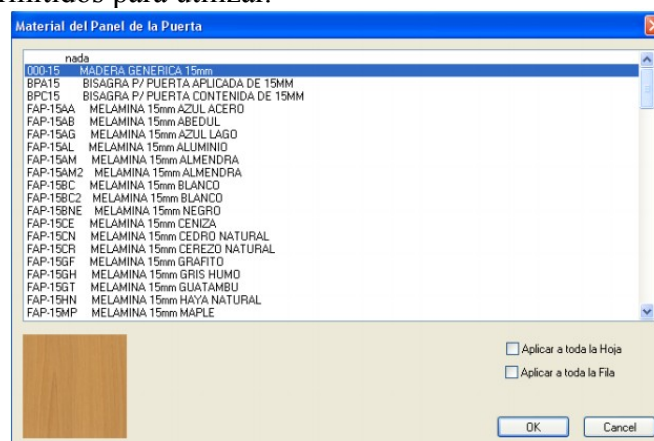 Material del Panel de la Puerta
nada
000-15 MADERA GENERICA 15mm
BPA15 BISAGRA P/ PUERTA APLICADA DE 15MM
BPC15 BISAGRA P/ PUERTA CONTENIDA DE 15MM
FAP-15AA MELAMINA 15mm AZUL ACERO
FAP-15AB MELAMINA 15mm ABEDUL
FAP-15AG MELAMINA 15mm AZUL LAGO
FAP-15AL MELAMINA 15mm ALUMINIO
FAP-15AM MELAMINA 15mm ALMENDRA
FAP-15AM2 MELAMINA 15mm ALMENDRA
FAP-15BC MELAMINA 15mm BLANCO
FAP-15BC2 MELAMINA 15mm BLANCO
FAP-15BNE MELAMINA 15mm NEGRO
FAP-15CE MELAMINA 15mm CENIZA
FAP-15CN MELAMINA 15mm CEDRO NATURAL
FAP-15CR MELAMINA 15mm CEREZO NATURAL
FAP-15GF MELAMINA 15mm GRAFITO
FAP-15GH MELAMINA 15mm GRIS HUMO
FAP-15GT MELAMINA 15mm GUATAMBU
FAP-15HN MELAMINA 15mm HAYA NATURAL
FAP-15MP MELAMINA 15mm MAPLE
Aplicar a toda la Hoja
Aplicar a toda la Fila
OK Cancel